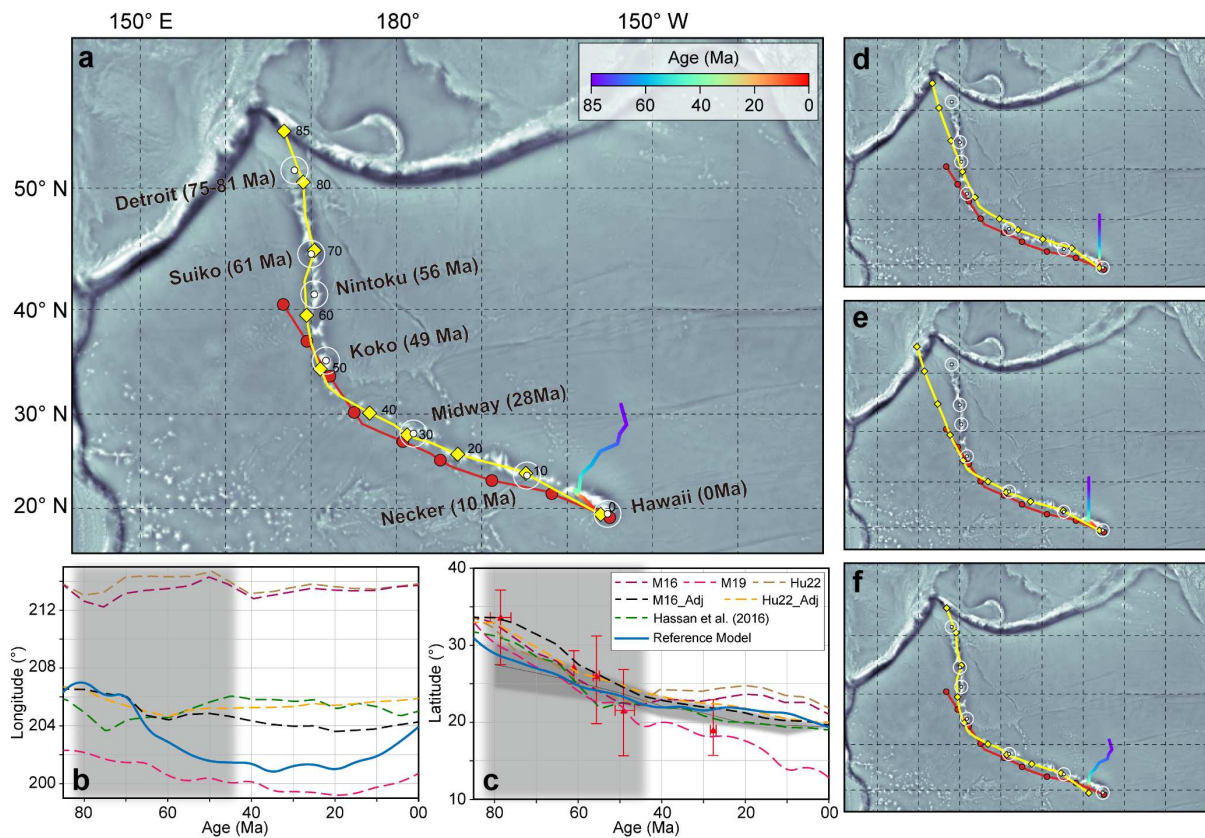 150° E 180° 150° W
a
Age (Ma)
85 60 40 20 0
85
Detroit (75-81 Ma)
80
50° N
Suiko (61 Ma)
70
Nintoku (56 Ma)
40° N
60
Koko (49 Ma)
50
30° N
40
Midway (28Ma)
30
20
10
Necker (10 Ma)
0
Hawaii (0Ma)
20° N
d
e
f
212
208
204
200
Longitude (°)
b
80 60 40 20 00
Age (Ma)
40
30
20
10
Latitude (°)
M16 M19 Hu22
M16_Adj Hu22_Adj
Hassan et al. (2016)
Reference Model
c
80 60 40 20 00
Age (Ma)